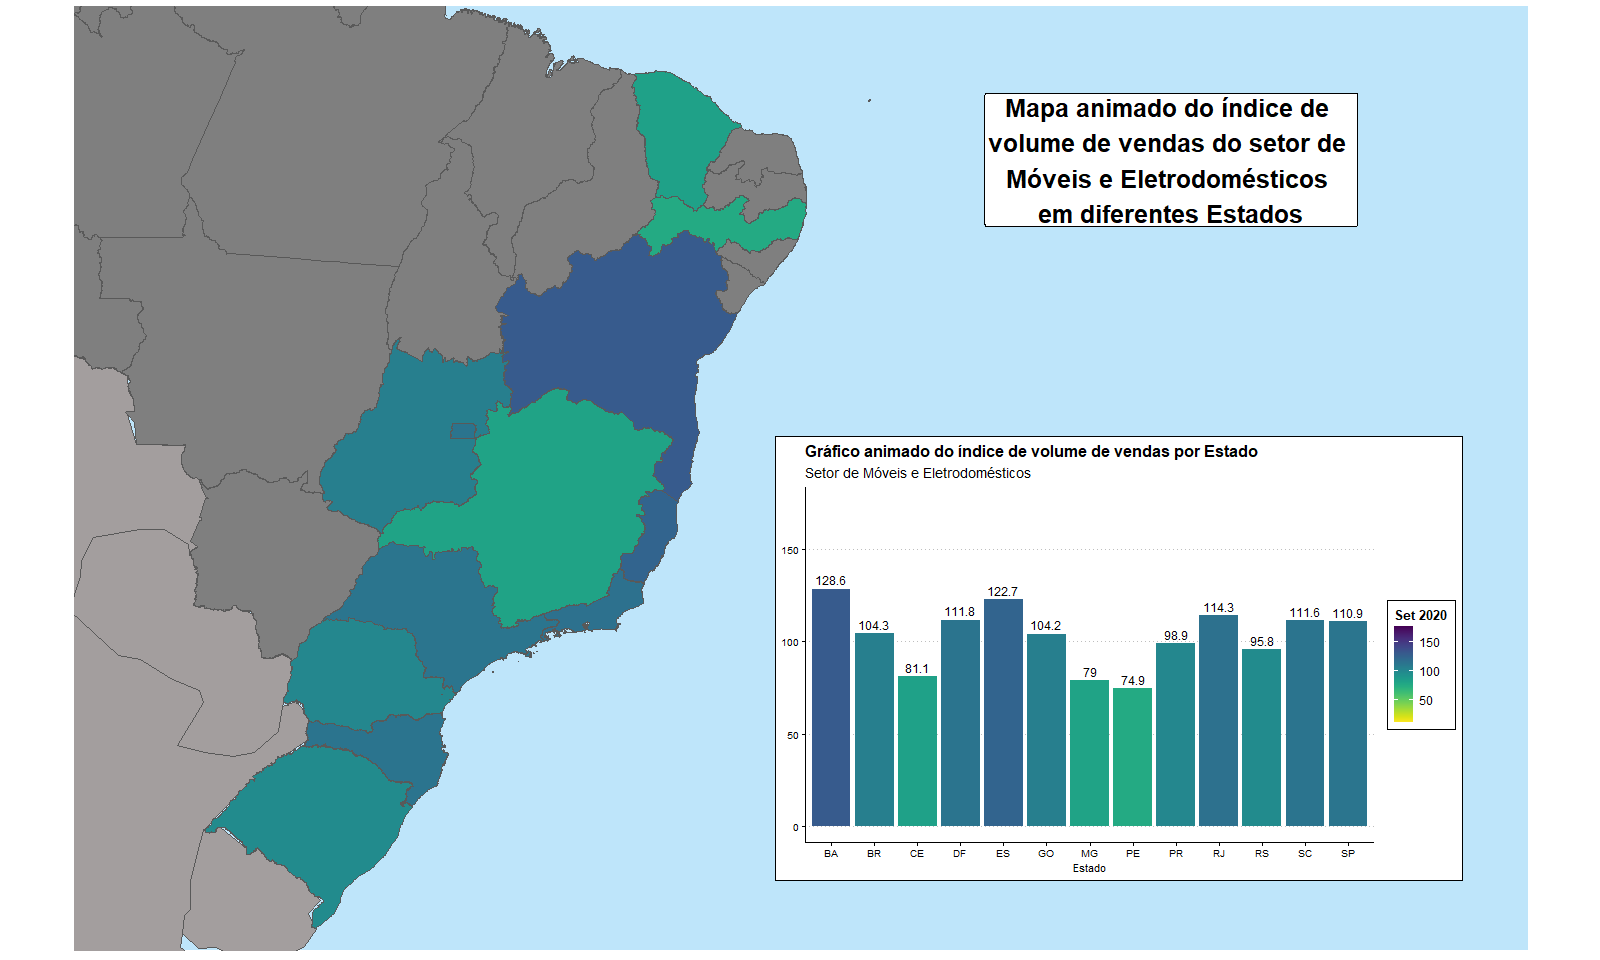 Mapa animado do índice de
volume de vendas do setor de
Móveis e Eletrodomésticos
em diferentes Estados
Gráfico animado do índice de volume de vendas por Estado
Setor de Móveis e Eletrodomésticos
150
100
50
0
128.6
104.3
81.1
111.8
122.7
104.2
79
74.9
98.9
114.3
95.8
111.6
110.9
BA BR CE DF ES GO MG PE PR RJ RS SC SP
Estado
Set 2020
150
100
50